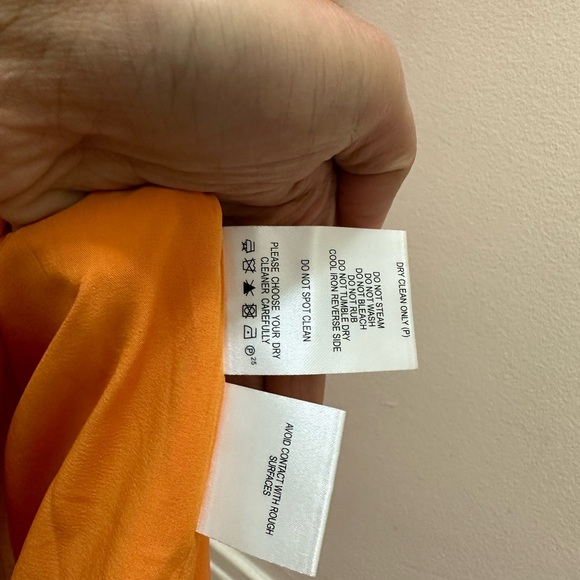 DRY CLEAN ONLY (P)
DO NOT STEAM
DO NOT WASH
DO NOT BLEACH
DO NOT RUB
DO NOT TUMBLE DRY
COOL IRON REVERSE SIDE
DO NOT SPOT CLEAN
PLEASE CHOOSE YOUR DRY
CLEANER CAREFULLY
P 25
AVOID CONTACT WITH ROUGH
SURFACES